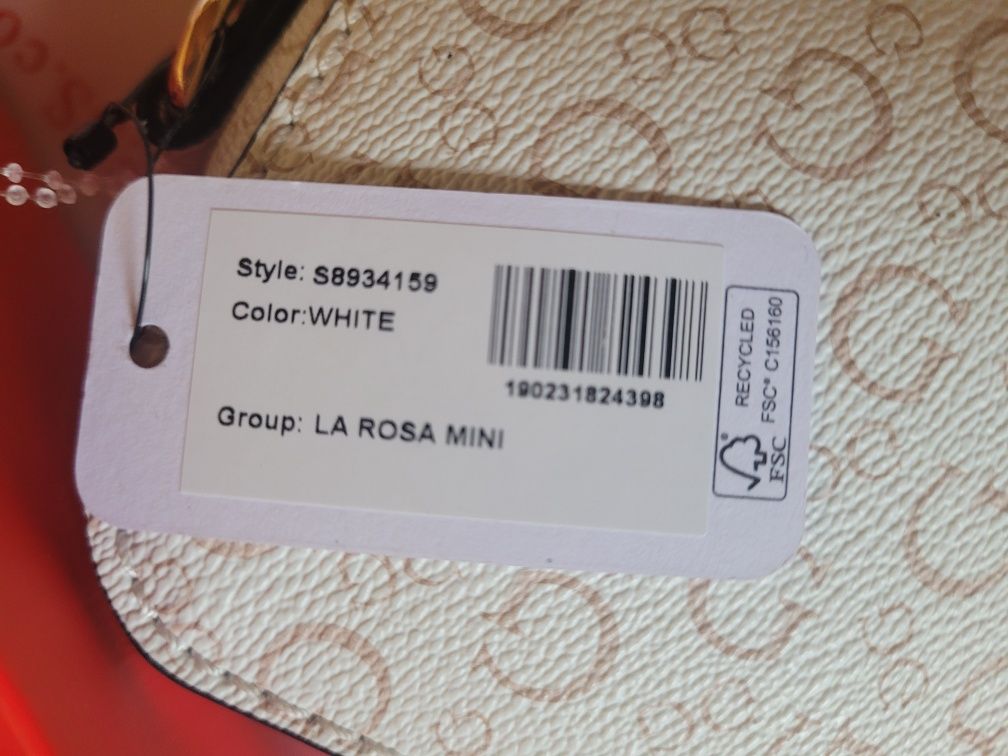 Style: S8934159
Color:WHITE
190231824398
Group: LA ROSA MINI
RECYCLED
FSC® C156160
FSC